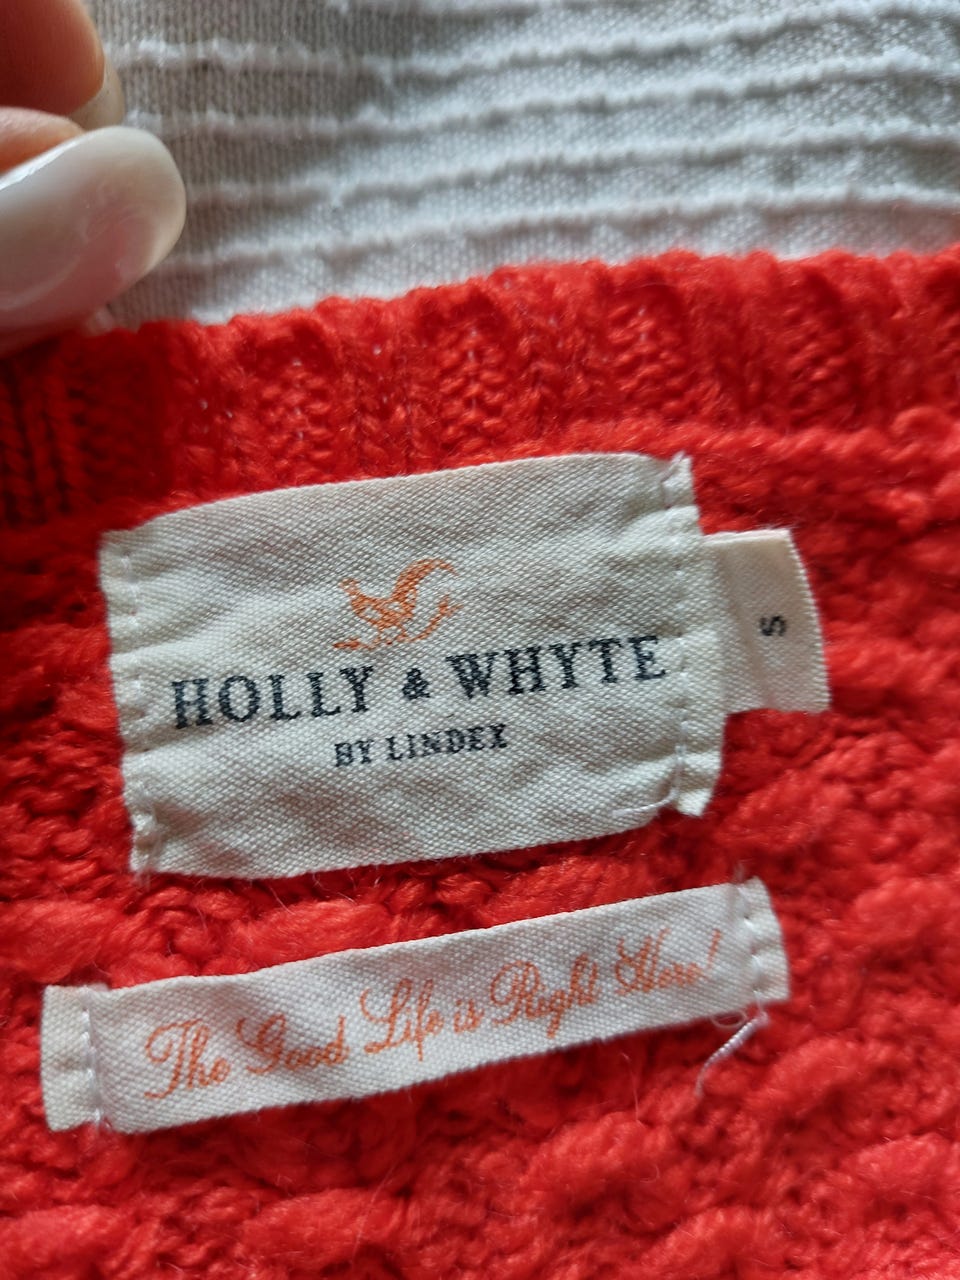 HOLLY & WHYTE
BY LINDEX
S
The Good Life is Right Here!